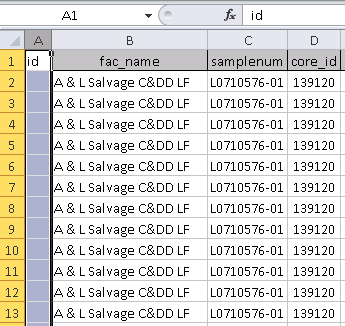 A1 fx id
A B C D
1 id fac_name samplenum core_id
2 A & L Salvage C&DD LF L0710576-01 139120
3 A & L Salvage C&DD LF L0710576-01 139120
4 A & L Salvage C&DD LF L0710576-01 139120
5 A & L Salvage C&DD LF L0710576-01 139120
6 A & L Salvage C&DD LF L0710576-01 139120
7 A & L Salvage C&DD LF L0710576-01 139120
8 A & L Salvage C&DD LF L0710576-01 139120
9 A & L Salvage C&DD LF L0710576-01 139120
10 A & L Salvage C&DD LF L0710576-01 139120
11 A & L Salvage C&DD LF L0710576-01 139120
12 A & L Salvage C&DD LF L0710576-01 139120
13 A & L Salvage C&DD LF L0710576-01 139120